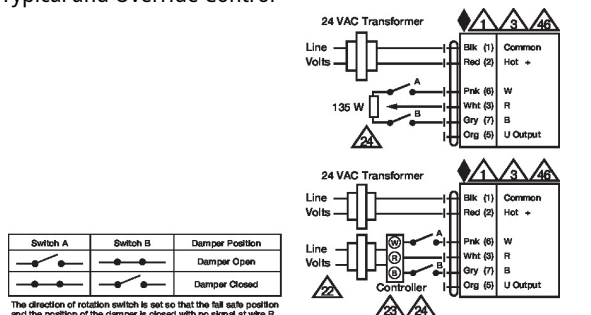 Typical and Override Control
24 VAC Transformer
1 3 46
Line Volts
Blk (1) Common
Red (2) Hot +
A
Pnk (6) W
135 W
Wht (3) R
B
Gry (7) B
Org (5) U Output
24
24 VAC Transformer
1 3 46
Line Volts
Blk (1) Common
Red (2) Hot +
A
W
Pnk (6) W
Line Volts
R
Wht (3) R
B
B
Gry (7) B
Org (5) U Output
22
Controller
23 24
Switch A Switch B Damper Position
Damper Open
Damper Closed
The direction of rotation switch is set so that the fail safe position
and the position of the damper is closed with no signal at wire R